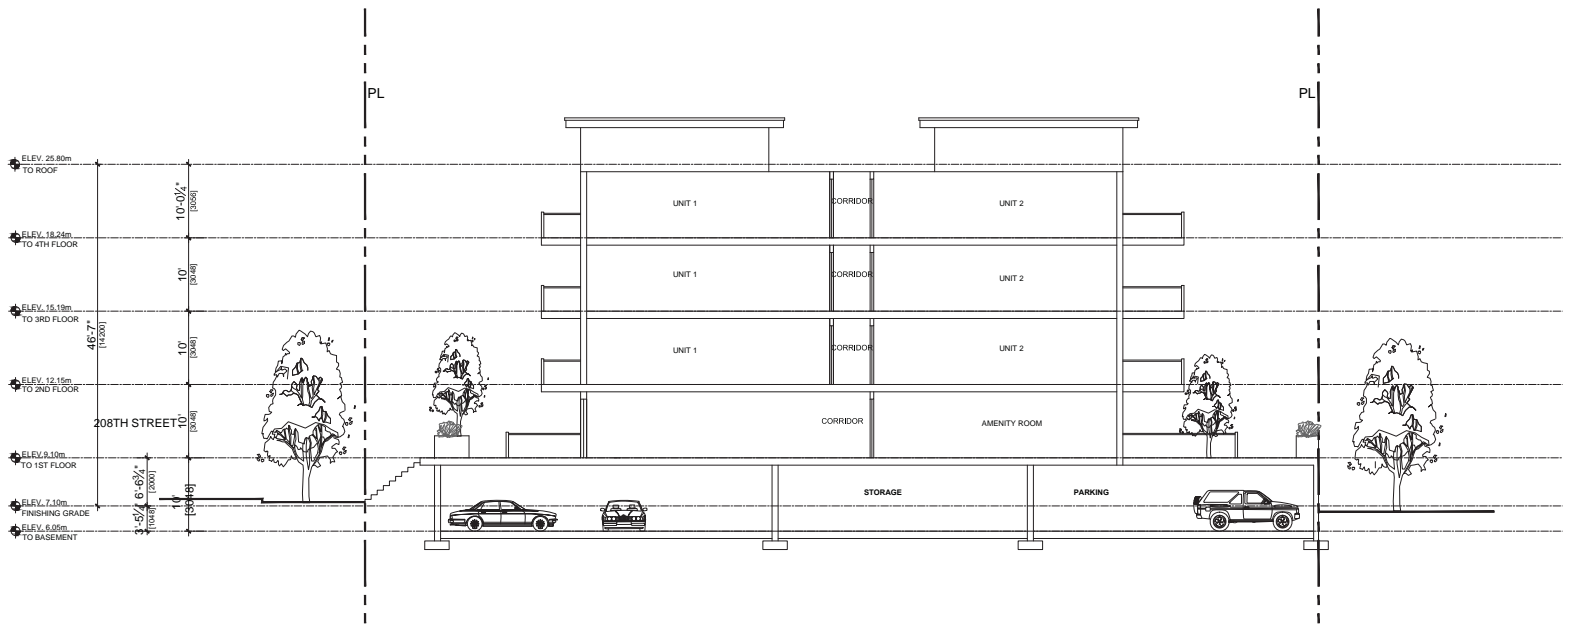 PL
PL
ELEV. 25.80m
TO ROOF
10'-0¼"
[3056]
UNIT 1
CORRIDOR
UNIT 2
ELEV. 18.24m
TO 4TH FLOOR
10'
[3048]
UNIT 1
CORRIDOR
UNIT 2
ELEV. 15.19m
TO 3RD FLOOR
46'-7"
[14200]
10'
[3048]
UNIT 1
CORRIDOR
UNIT 2
ELEV. 12.15m
TO 2ND FLOOR
208TH STREET
10'
[3048]
CORRIDOR
AMENITY ROOM
ELEV.9.10m
TO 1ST FLOOR
6'-6¾"
[2000]
10'
[3048]
STORAGE
PARKING
ELEV. 7.10m
FINISHING GRADE
3'-5¼"
[1048]
ELEV. 6.05m
TO BASEMENT